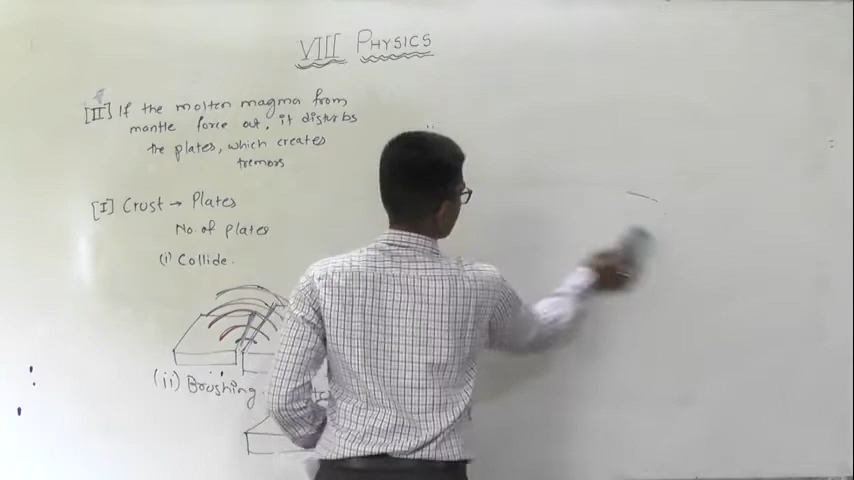 VIII PHYSICS
[II] If the molten magma from
mantle force out, it disturbs
the plates, which creates
tremors
[I] Crust → Plates
No. of plates
(i) Collide.
(ii) Brushing